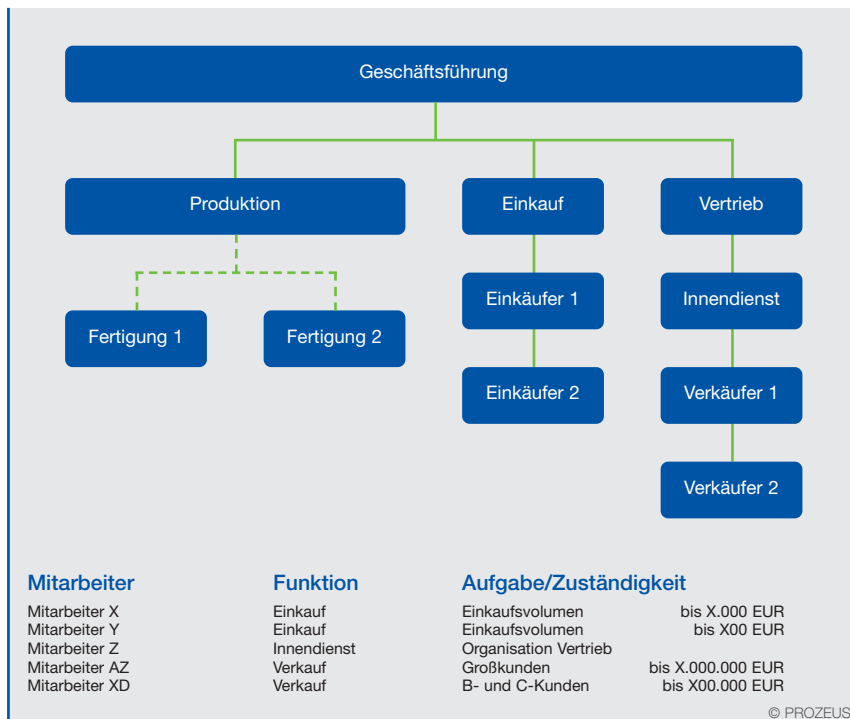 Geschäftsführung
Produktion Einkauf Vertrieb
Einkäufer 1 Innendienst
Fertigung 1 Fertigung 2
Einkäufer 2 Verkäufer 1
Verkäufer 2
Mitarbeiter Funktion Aufgabe/Zuständigkeit
Mitarbeiter X Einkauf Einkaufsvolumen bis X.000 EUR
Mitarbeiter Y Einkauf Einkaufsvolumen bis X00 EUR
Mitarbeiter Z Innendienst Organisation Vertrieb
Mitarbeiter AZ Verkauf Großkunden bis X.000.000 EUR
Mitarbeiter XD Verkauf B- und C-Kunden bis X00.000 EUR
© PROZEUS